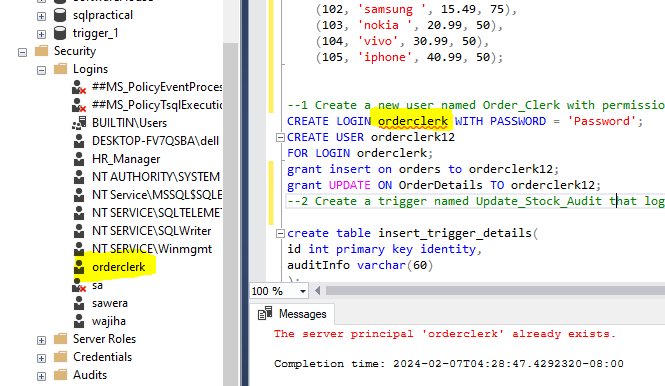 sqlpractical
trigger_1
Security
Logins
##MS_PolicyEventProces
##MS_PolicyTsqlExecutio
BUILTIN\Users
DESKTOP-FV7QSBA\dell
HR_Manager
NT AUTHORITY\SYSTEM
NT Service\MSSQL$SQLE
NT SERVICE\SQLTELEMET
NT SERVICE\SQLWriter
NT SERVICE\Winmgmt
orderclerk
sa
sawera
wajiha
Server Roles
Credentials
Audits
(102, 'samsung ', 15.49, 75),
(103, 'nokia ', 20.99, 50),
(104, 'vivo', 30.99, 50),
(105, 'iphone', 40.99, 50);
--1 Create a new user named Order_Clerk with permissio
CREATE LOGIN orderclerk WITH PASSWORD = 'Password';
CREATE USER orderclerk12
FOR LOGIN orderclerk;
grant insert on orders to orderclerk12;
grant UPDATE ON OrderDetails TO orderclerk12;
--2 Create a trigger named Update_Stock_Audit that log
create table insert_trigger_details(
id int primary key identity,
auditInfo varchar(60)
);
100 %
Messages
The server principal 'orderclerk' already exists.
Completion time: 2024-02-07T04:28:47.4292320-08:00